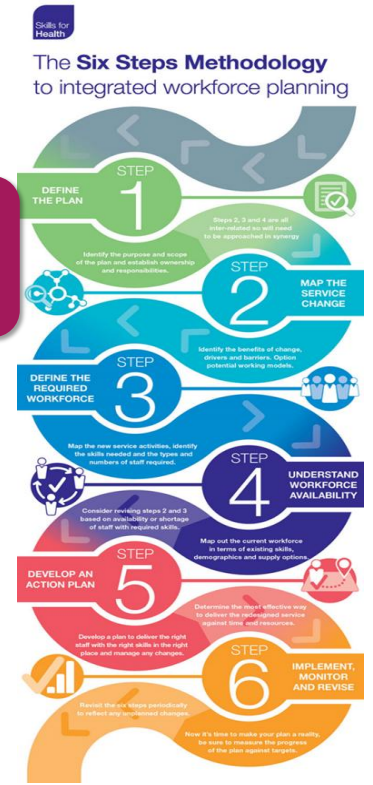 Skills for
Health
The Six Steps Methodology
to integrated workforce planning
STEP
1
DEFINE
THE PLAN
Steps 2, 3 and 4 are all
inter-related so will need
to be approached in synergy
Identify the purpose and scope
of the plan and establish ownership
and responsibilities.
STEP
2
MAP THE
SERVICE
CHANGE
Identify the benefits of change,
drivers and barriers. Option
potential working models.
STEP
3
DEFINE THE
REQUIRED
WORKFORCE
Map the new service activities, identify
the skills needed and the types and
numbers of staff required.
STEP
4
UNDERSTAND
WORKFORCE
AVAILABILITY
Consider revising steps 2 and 3
based on availability or shortage
of staff with required skills.
Map out the current workforce
in terms of existing skills,
demographics and supply options.
STEP
5
DEVELOP AN
ACTION PLAN
Determine the most effective way
to deliver the redesigned service
against time and resources.
Develop a plan to deliver the right
staff with the right skills in the right
place and manage any changes.
STEP
6
IMPLEMENT,
MONITOR
AND REVISE
Revisit the six steps periodically
to reflect any unplanned changes.
Now it's time to make your plan a reality,
be sure to measure the progress
of the plan against targets.